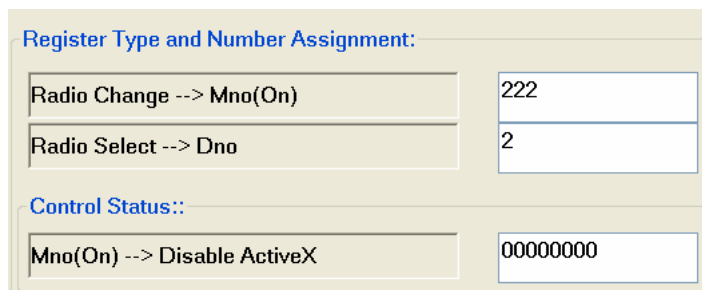 Register Type and Number Assignment:
Radio Change --> Mno(On) 222
Radio Select --> Dno 2
Control Status::
Mno(On) --> Disable ActiveX 00000000